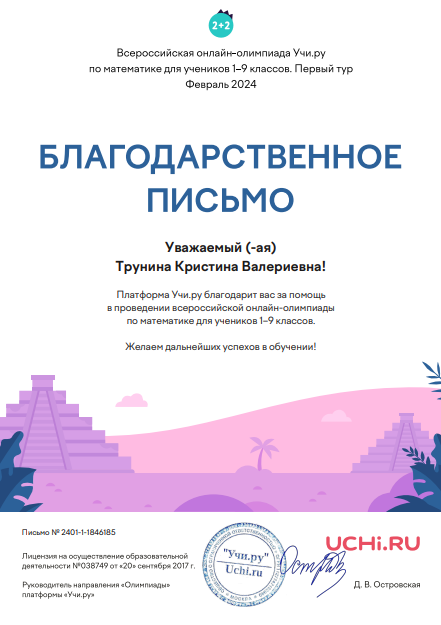 2+2
Всероссийская онлайн-олимпиада Учи.ру
по математике для учеников 1–9 классов. Первый тур
Февраль 2024
БЛАГОДАРСТВЕННОЕ
ПИСЬМО
Уважаемый (-ая)
Трунина Кристина Валериевна!
Платформа Учи.ру благодарит вас за помощь
в проведении всероссийской онлайн-олимпиады
по математике для учеников 1–9 классов.
Желаем дальнейших успехов в обучении!
Письмо № 2401-1-1846185
Лицензия на осуществление образовательной
деятельности №038749 от «20» сентября 2017 г.
Руководитель направления «Олимпиады»
платформы «Учи.ру»
"Учи.ру"
Uchi.ru
МОСКВА
UCHi.RU
Д. В. Островская